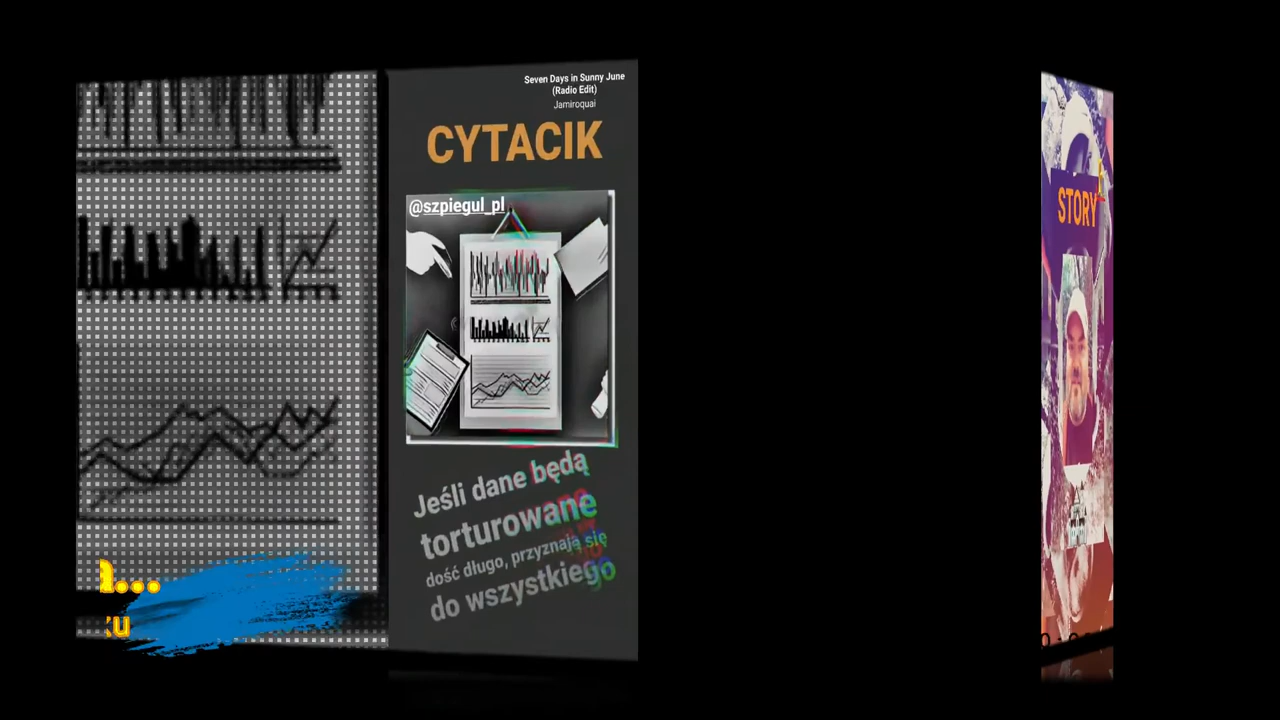 Seven Days in Sunny June
(Radio Edit)
Jamiroquai
CYTACIK
@szpiegul_pl
Jeśli dane będą
torturowane
dość długo, przyznają się
do wszystkiego
STORY